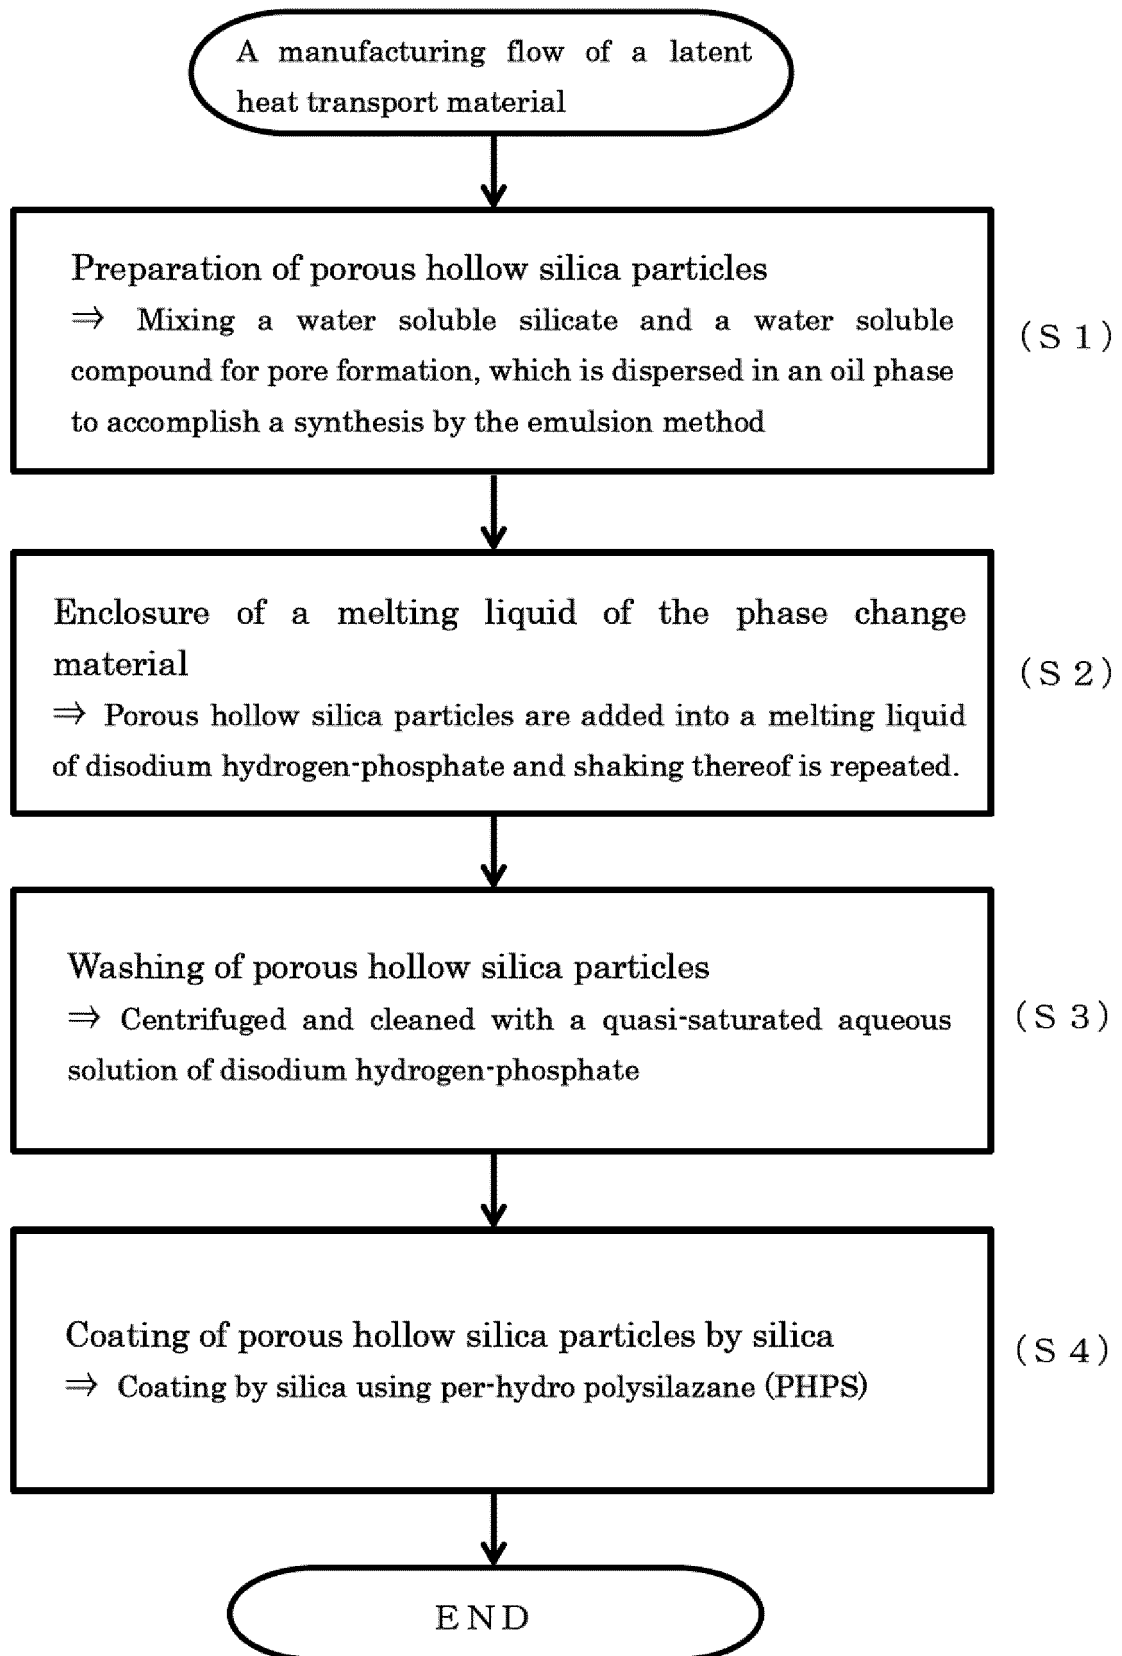 A manufacturing flow of a latent
heat transport material
Preparation of porous hollow silica particles
⇒ Mixing a water soluble silicate and a water soluble
compound for pore formation, which is dispersed in an oil phase
to accomplish a synthesis by the emulsion method
(S1)
Enclosure of a melting liquid of the phase change
material
⇒ Porous hollow silica particles are added into a melting liquid
of disodium hydrogen-phosphate and shaking thereof is repeated.
(S2)
Washing of porous hollow silica particles
⇒ Centrifuged and cleaned with a quasi-saturated aqueous
solution of disodium hydrogen-phosphate
(S3)
Coating of porous hollow silica particles by silica
⇒ Coating by silica using per-hydro polysilazane (PHPS)
(S4)
END